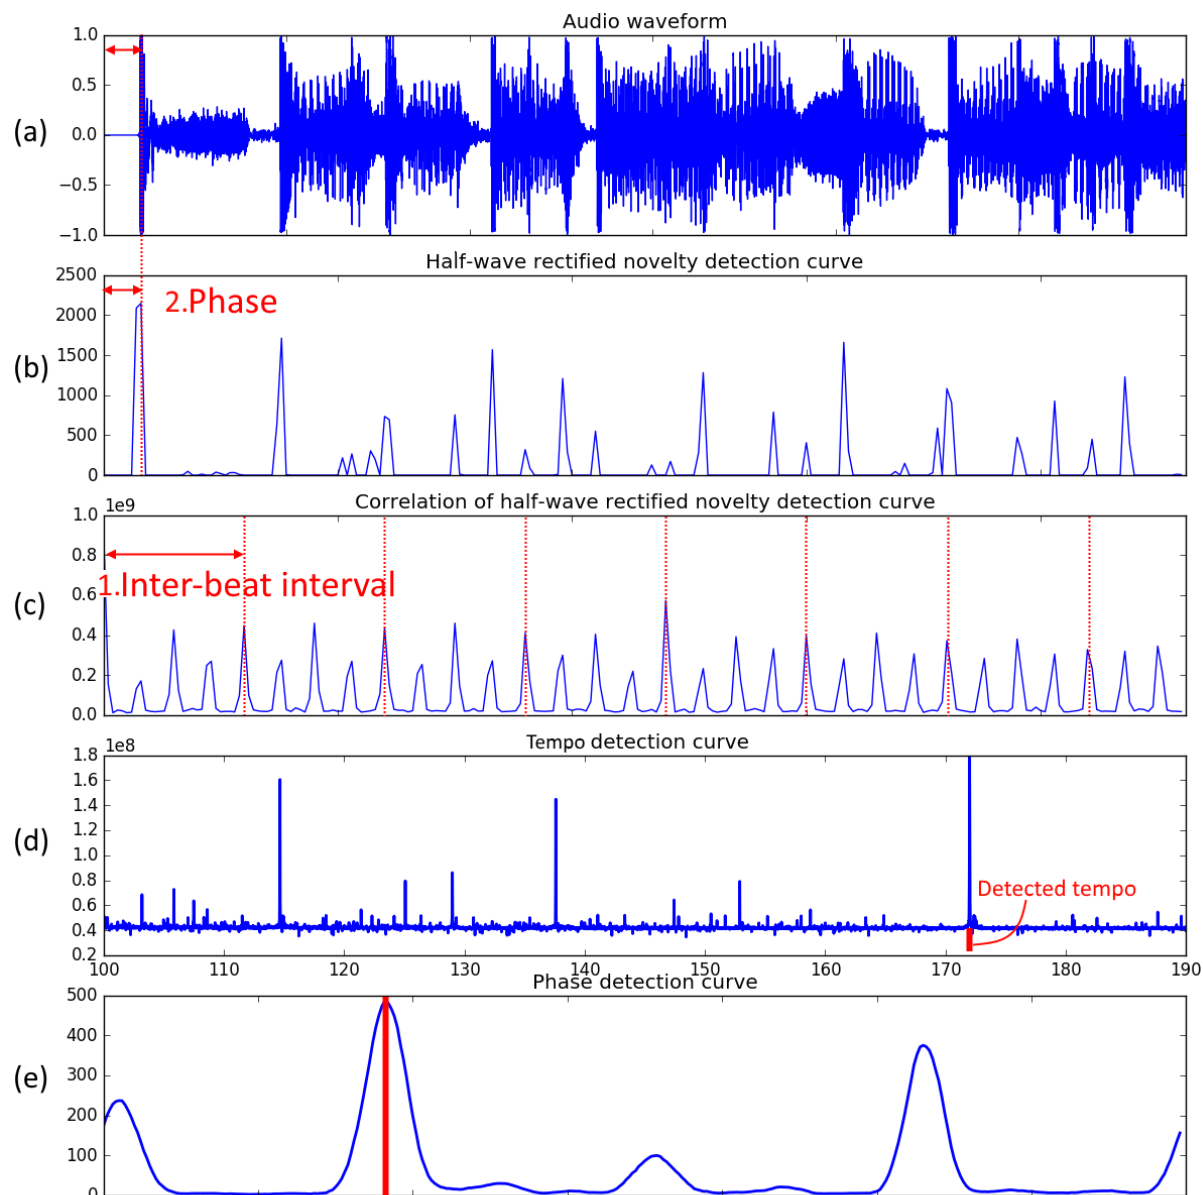 Audio waveform
(a)
1.0
0.5
0.0
−0.5
−1.0
Half-wave rectified novelty detection curve
(b)
2500
2000
1500
1000
500
0
2.Phase
Correlation of half-wave rectified novelty detection curve
(c)
1e9
1.0
0.8
0.6
0.4
0.2
0.0
1.Inter-beat interval
Tempo detection curve
(d)
1e8
1.8
1.6
1.4
1.2
1.0
0.8
0.6
0.4
0.2
Detected tempo
100 110 120 130 140 150 160 170 180 190
Phase detection curve
(e)
500
400
300
200
100
0